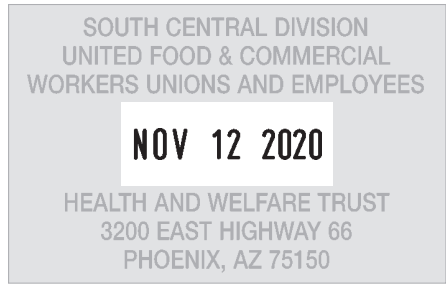 SOUTH CENTRAL DIVISION
UNITED FOOD & COMMERCIAL
WORKERS UNIONS AND EMPLOYEES
NOV 12 2020
HEALTH AND WELFARE TRUST
3200 EAST HIGHWAY 66
PHOENIX, AZ 75150